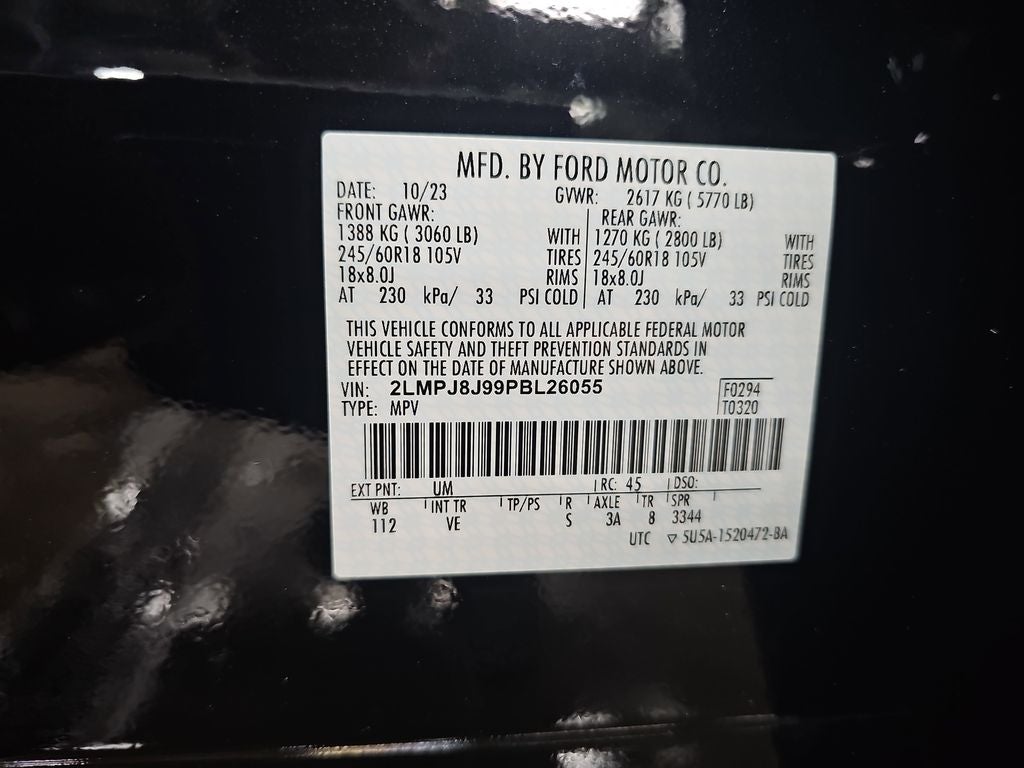 MFD. BY FORD MOTOR CO.
DATE: 10/23 GVWR: 2617 KG ( 5770 LB)
FRONT GAWR: REAR GAWR:
1388 KG ( 3060 LB) WITH 1270 KG ( 2800 LB) WITH
245/60R18 105V TIRES 245/60R18 105V TIRES
18x8.0J RIMS 18x8.0J RIMS
AT 230 kPa/ 33 PSI COLD AT 230 kPa/ 33 PSI COLD
THIS VEHICLE CONFORMS TO ALL APPLICABLE FEDERAL MOTOR
VEHICLE SAFETY AND THEFT PREVENTION STANDARDS IN
EFFECT ON THE DATE OF MANUFACTURE SHOWN ABOVE.
VIN: 2LMPJ8J99PBL26055 F0294
TYPE: MPV T0320
EXT PNT: UM RC: 45 DSO:
WB INT TR TP/PS R AXLE TR SPR
112 VE S 3A 8 3344
UTC ▽ 5U5A-1520472-BA